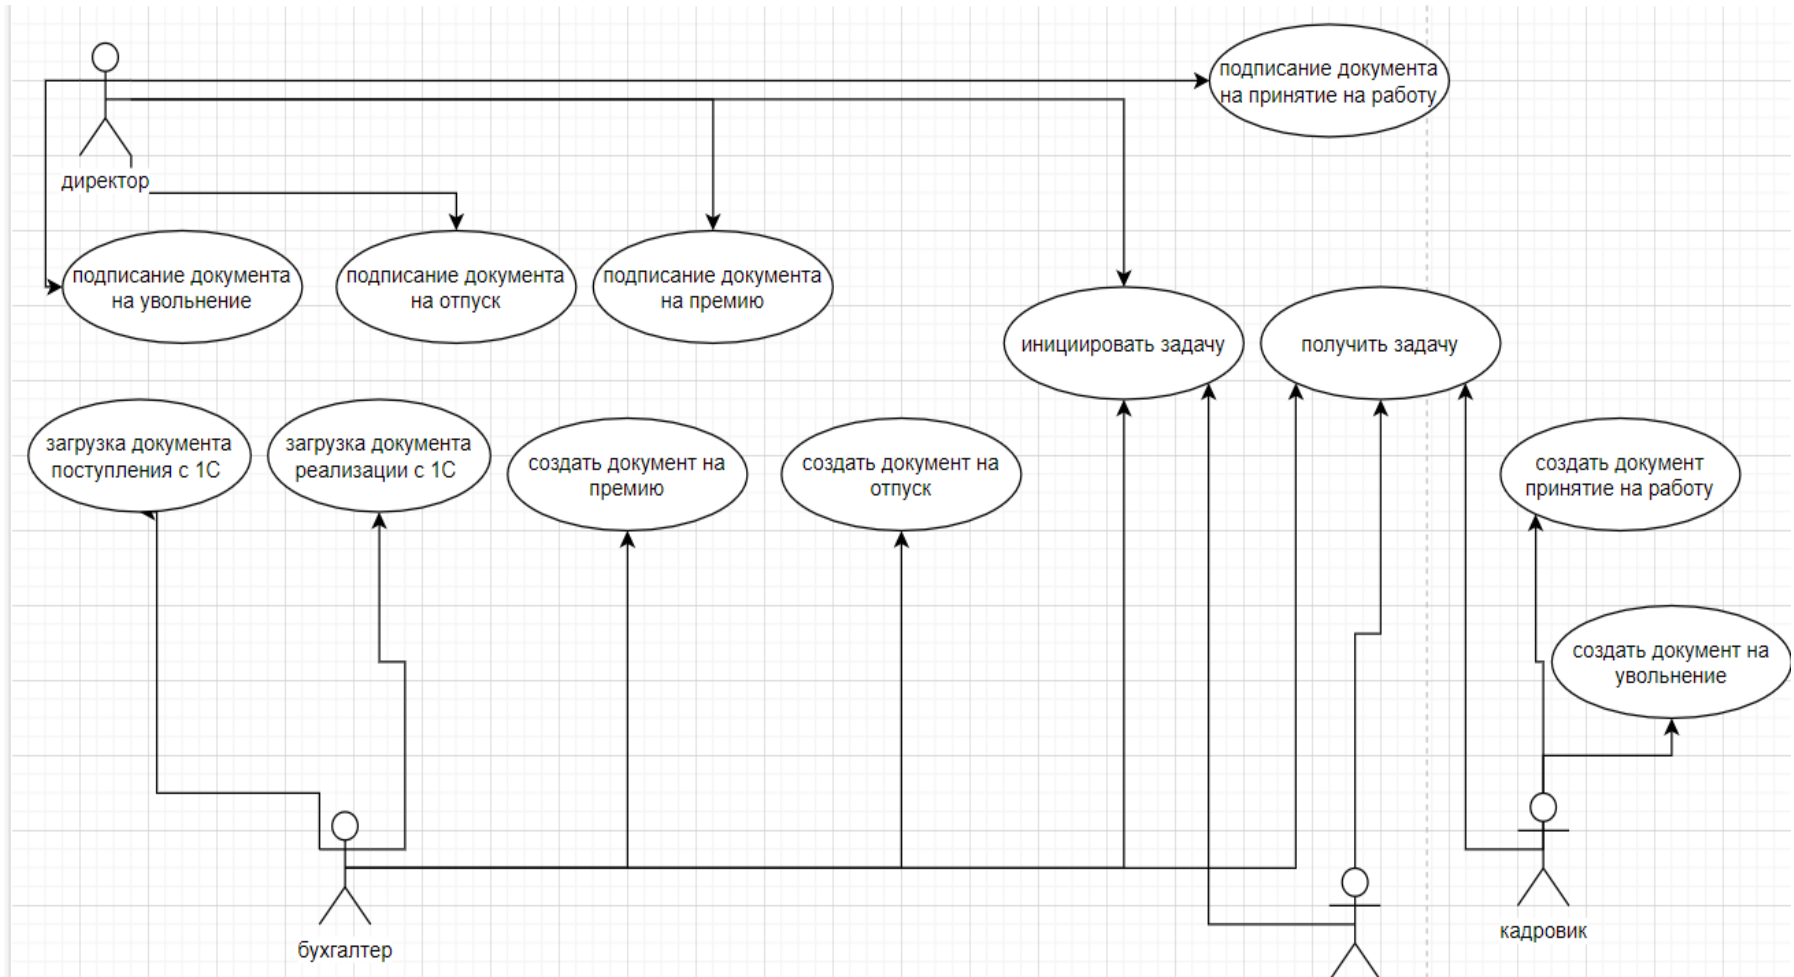 подписание документа
на принятие на работу
директор
подписание документа
на увольнение
подписание документа
на отпуск
подписание документа
на премию
инициировать задачу
получить задачу
загрузка документа
поступления с 1С
загрузка документа
реализации с 1С
создать документ на
премию
создать документ на
отпуск
создать документ
принятие на работу
создать документ на
увольнение
бухгалтер
кадровик